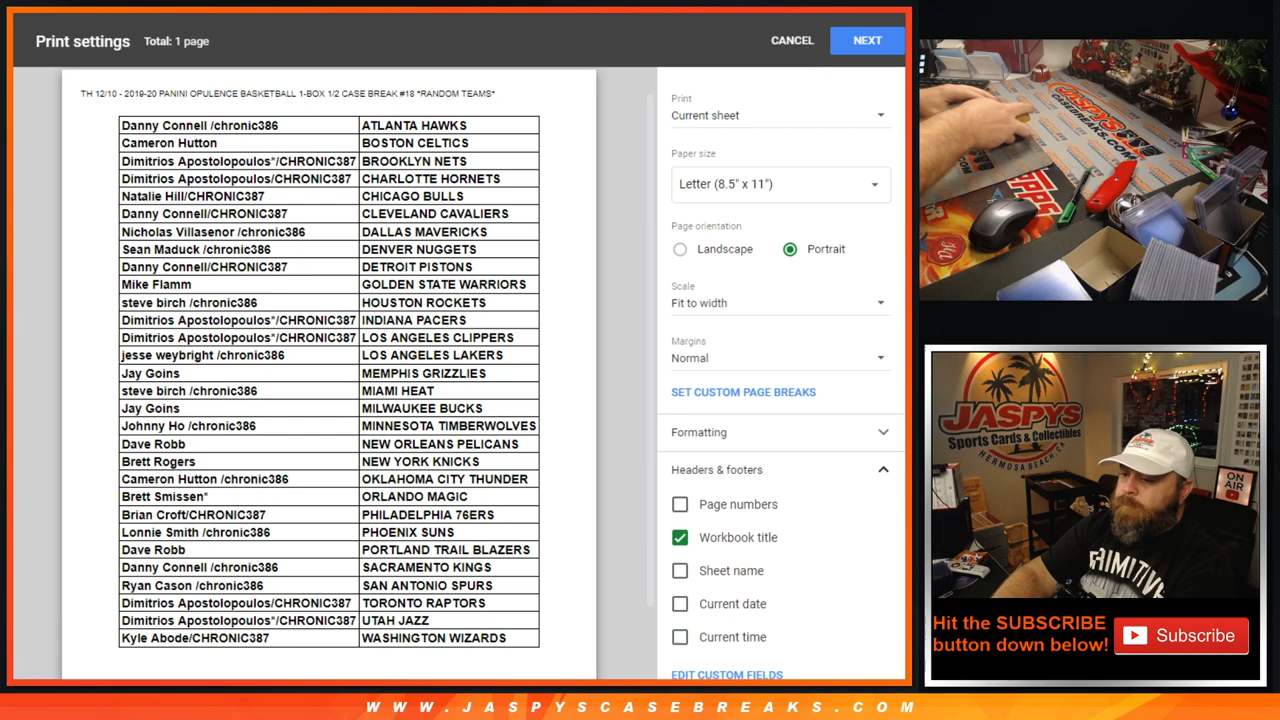 Print settings
Total: 1 page
CANCEL
NEXT
TH 12/10 - 2019-20 PANINI OPULENCE BASKETBALL 1-BOX 1/2 CASE BREAK #18 *RANDOM TEAMS*
Danny Connell /chronic386 ATLANTA HAWKS
Cameron Hutton BOSTON CELTICS
Dimitrios Apostolopoulos*/CHRONIC387 BROOKLYN NETS
Dimitrios Apostolopoulos/CHRONIC387 CHARLOTTE HORNETS
Natalie Hill/CHRONIC387 CHICAGO BULLS
Danny Connell/CHRONIC387 CLEVELAND CAVALIERS
Nicholas Villasenor /chronic386 DALLAS MAVERICKS
Sean Maduck /chronic386 DENVER NUGGETS
Danny Connell/CHRONIC387 DETROIT PISTONS
Mike Flamm GOLDEN STATE WARRIORS
steve birch /chronic386 HOUSTON ROCKETS
Dimitrios Apostolopoulos*/CHRONIC387 INDIANA PACERS
Dimitrios Apostolopoulos*/CHRONIC387 LOS ANGELES CLIPPERS
jesse weybright /chronic386 LOS ANGELES LAKERS
Jay Goins MEMPHIS GRIZZLIES
steve birch /chronic386 MIAMI HEAT
Jay Goins MILWAUKEE BUCKS
Johnny Ho /chronic386 MINNESOTA TIMBERWOLVES
Dave Robb NEW ORLEANS PELICANS
Brett Rogers NEW YORK KNICKS
Cameron Hutton /chronic386 OKLAHOMA CITY THUNDER
Brett Smissen* ORLANDO MAGIC
Brian Croft/CHRONIC387 PHILADELPHIA 76ERS
Lonnie Smith /chronic386 PHOENIX SUNS
Dave Robb PORTLAND TRAIL BLAZERS
Danny Connell /chronic386 SACRAMENTO KINGS
Ryan Cason /chronic386 SAN ANTONIO SPURS
Dimitrios Apostolopoulos/CHRONIC387 TORONTO RAPTORS
Dimitrios Apostolopoulos*/CHRONIC387 UTAH JAZZ
Kyle Abode/CHRONIC387 WASHINGTON WIZARDS
Print
Current sheet
Paper size
Letter (8.5" x 11")
Page orientation
Landscape
Portrait
Scale
Fit to width
Margins
Normal
SET CUSTOM PAGE BREAKS
Formatting
Headers & footers
Page numbers
Workbook title
Sheet name
Current date
Current time
EDIT CUSTOM FIELDS
JASPYS
CASEBREAKS.COM
TOPPS
JASPYS
Sports Cards & Collectibles
HERMOSA BEACH, CA
ON
AIR
PRIMITIVE
Hit the SUBSCRIBE
button down below!
Subscribe
WWW.JASPYSCASEBREAKS.COM